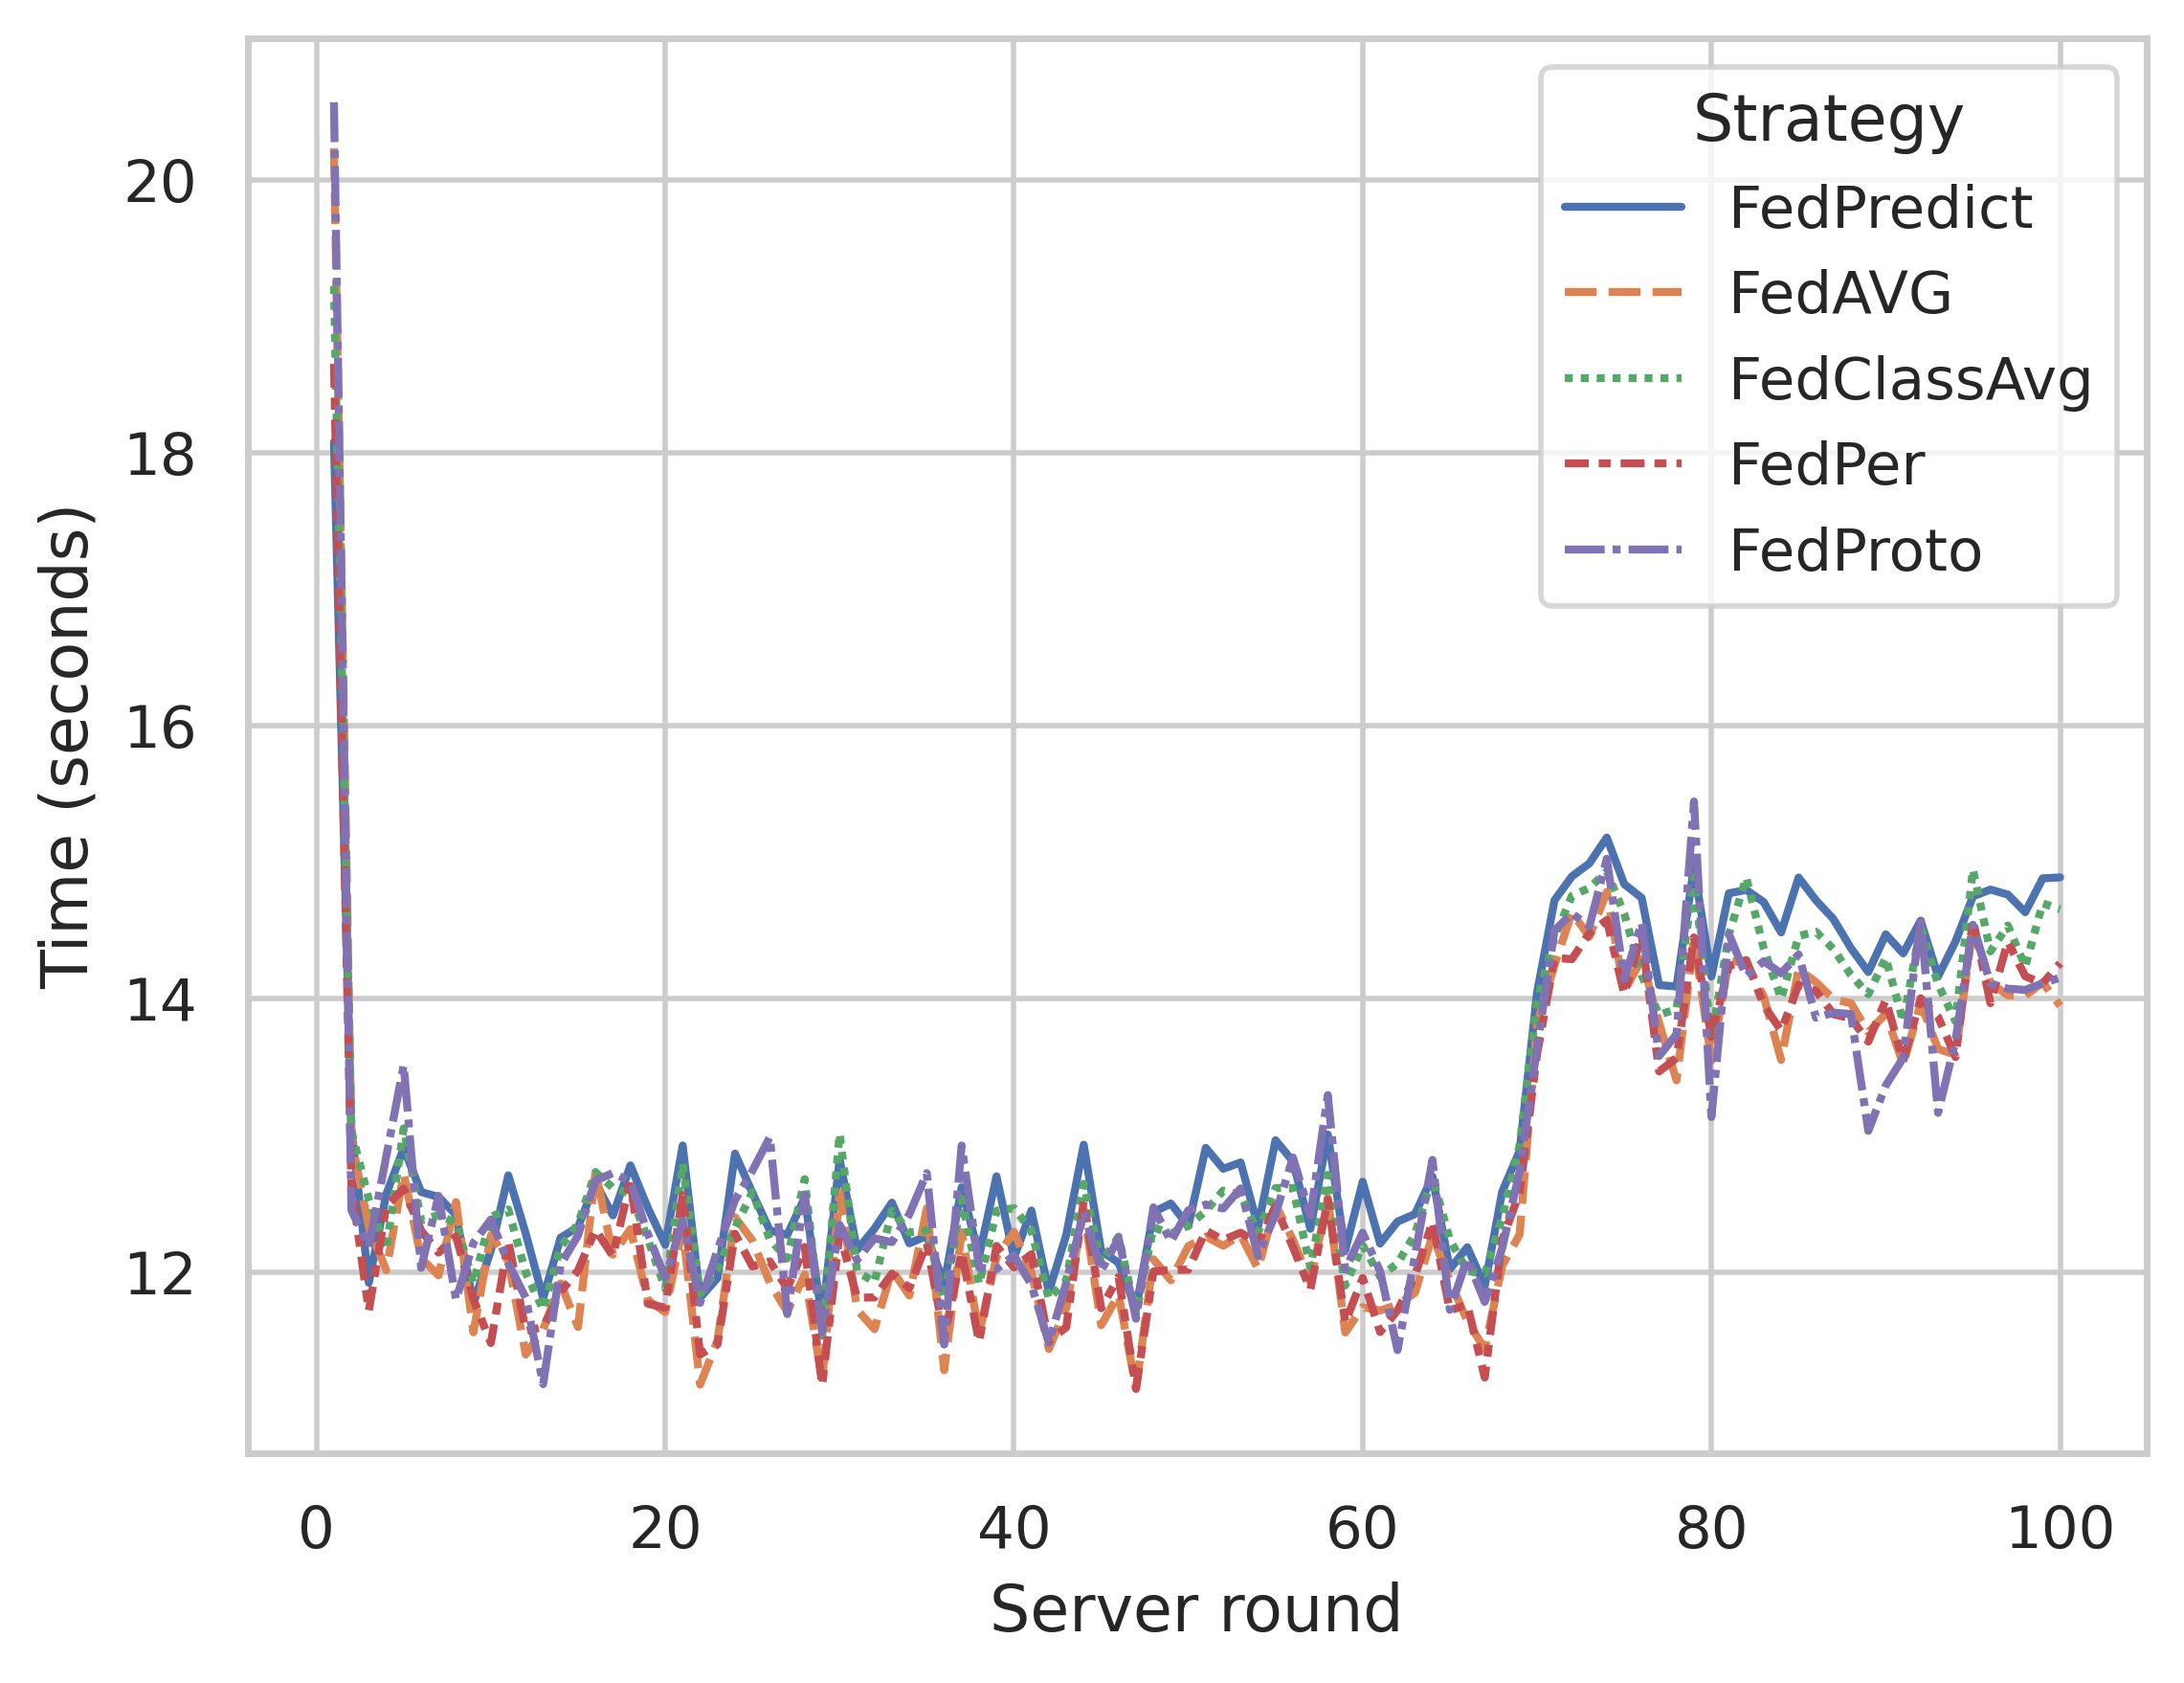 Strategy
FedPredict
FedAVG
FedClassAvg
FedPer
FedProto
Time (seconds)
20
18
16
14
12
0 20 40 60 80 100
Server round